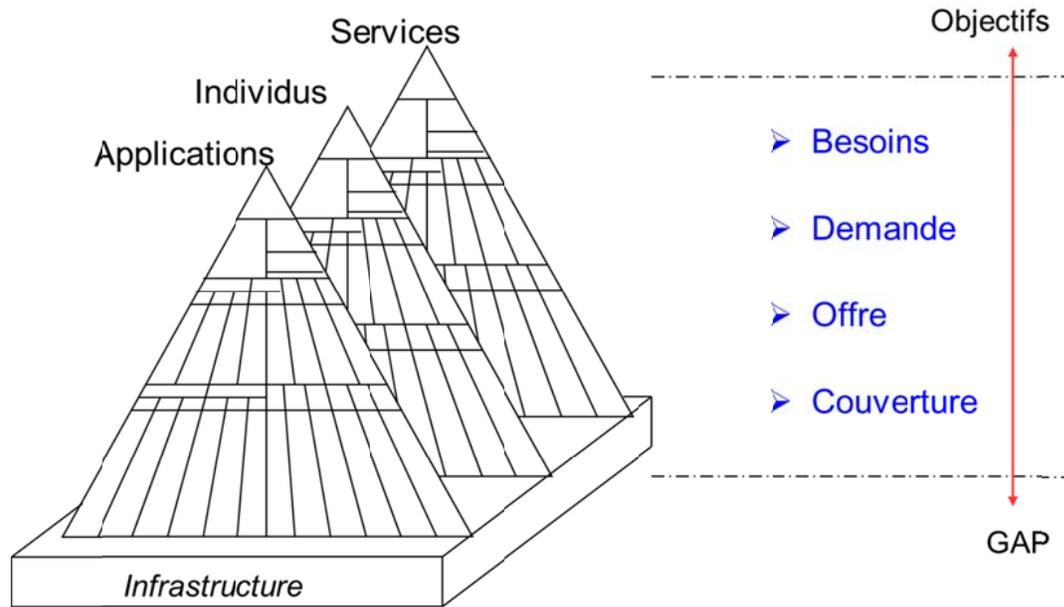 Services
Individus
Applications
Infrastructure
Objectifs
Besoins
Demande
Offre
Couverture
GAP